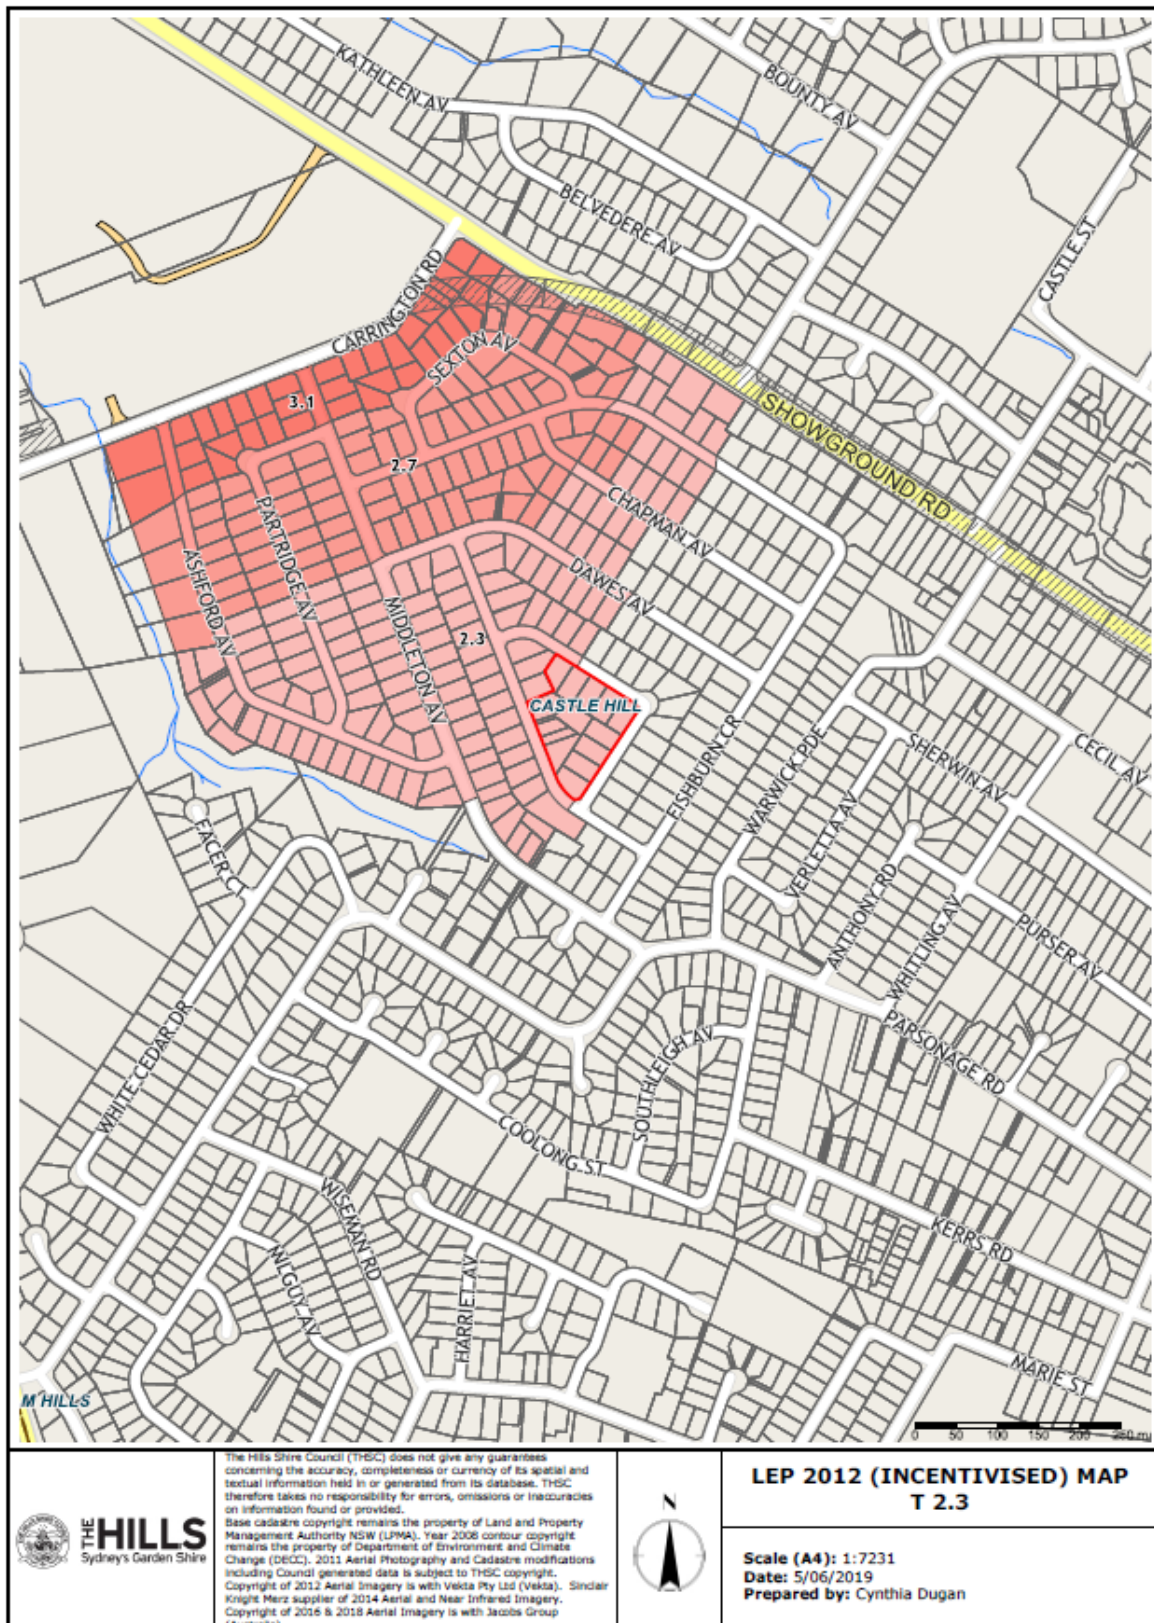 KATHLEEN AV
BOUNTY AV
BELVEDERE AV
CASTLE ST
CARRINGTON RD
SEXTON AV
3.1
SHOWGROUND RD
2.7
PARTRIDGE AV
CHAPMAN AV
ASHFORD AV
DAWES AV
MIDDLETON AV
2.3
CASTLE HILL
FISHBURN CR
WARWICK PDE
CECIL AV
SHERWIN AV
VERLETTA AV
FACER CT
ANTHONY RD
WHITLING AV
PURSER AV
WHITE CEDAR DR
SOUTHLEIGH AV
PARSONAGE RD
COOLONG ST
WISEMAN RD
KERRS RD
MILGUY AV
HARRIET AV
MARIE ST
M HILLS
0 50 100 150 200 250 m
THE HILLS
Sydney's Garden Shire
The Hills Shire Council (THSC) does not give any guarantees
concerning the accuracy, completeness or currency of its spatial and
textual information held in or generated from its database. THSC
therefore takes no responsibility for errors, omissions or inaccuracies
on information found or provided.
Base cadastre copyright remains the property of Land and Property
Management Authority NSW (LPMA). Year 2008 contour copyright
remains the property of Department of Environment and Climate
Change (DECC). 2011 Aerial Photography and Cadastre modifications
including Council generated data is subject to THSC copyright.
Copyright of 2012 Aerial Imagery is with Vekta Pty Ltd (Vekta). Sinclair
Knight Merz supplier of 2014 Aerial and Near Infrared Imagery.
Copyright of 2016 & 2018 Aerial Imagery is with Jacobs Group
N
LEP 2012 (INCENTIVISED) MAP
T 2.3
Scale (A4): 1:7231
Date: 5/06/2019
Prepared by: Cynthia Dugan